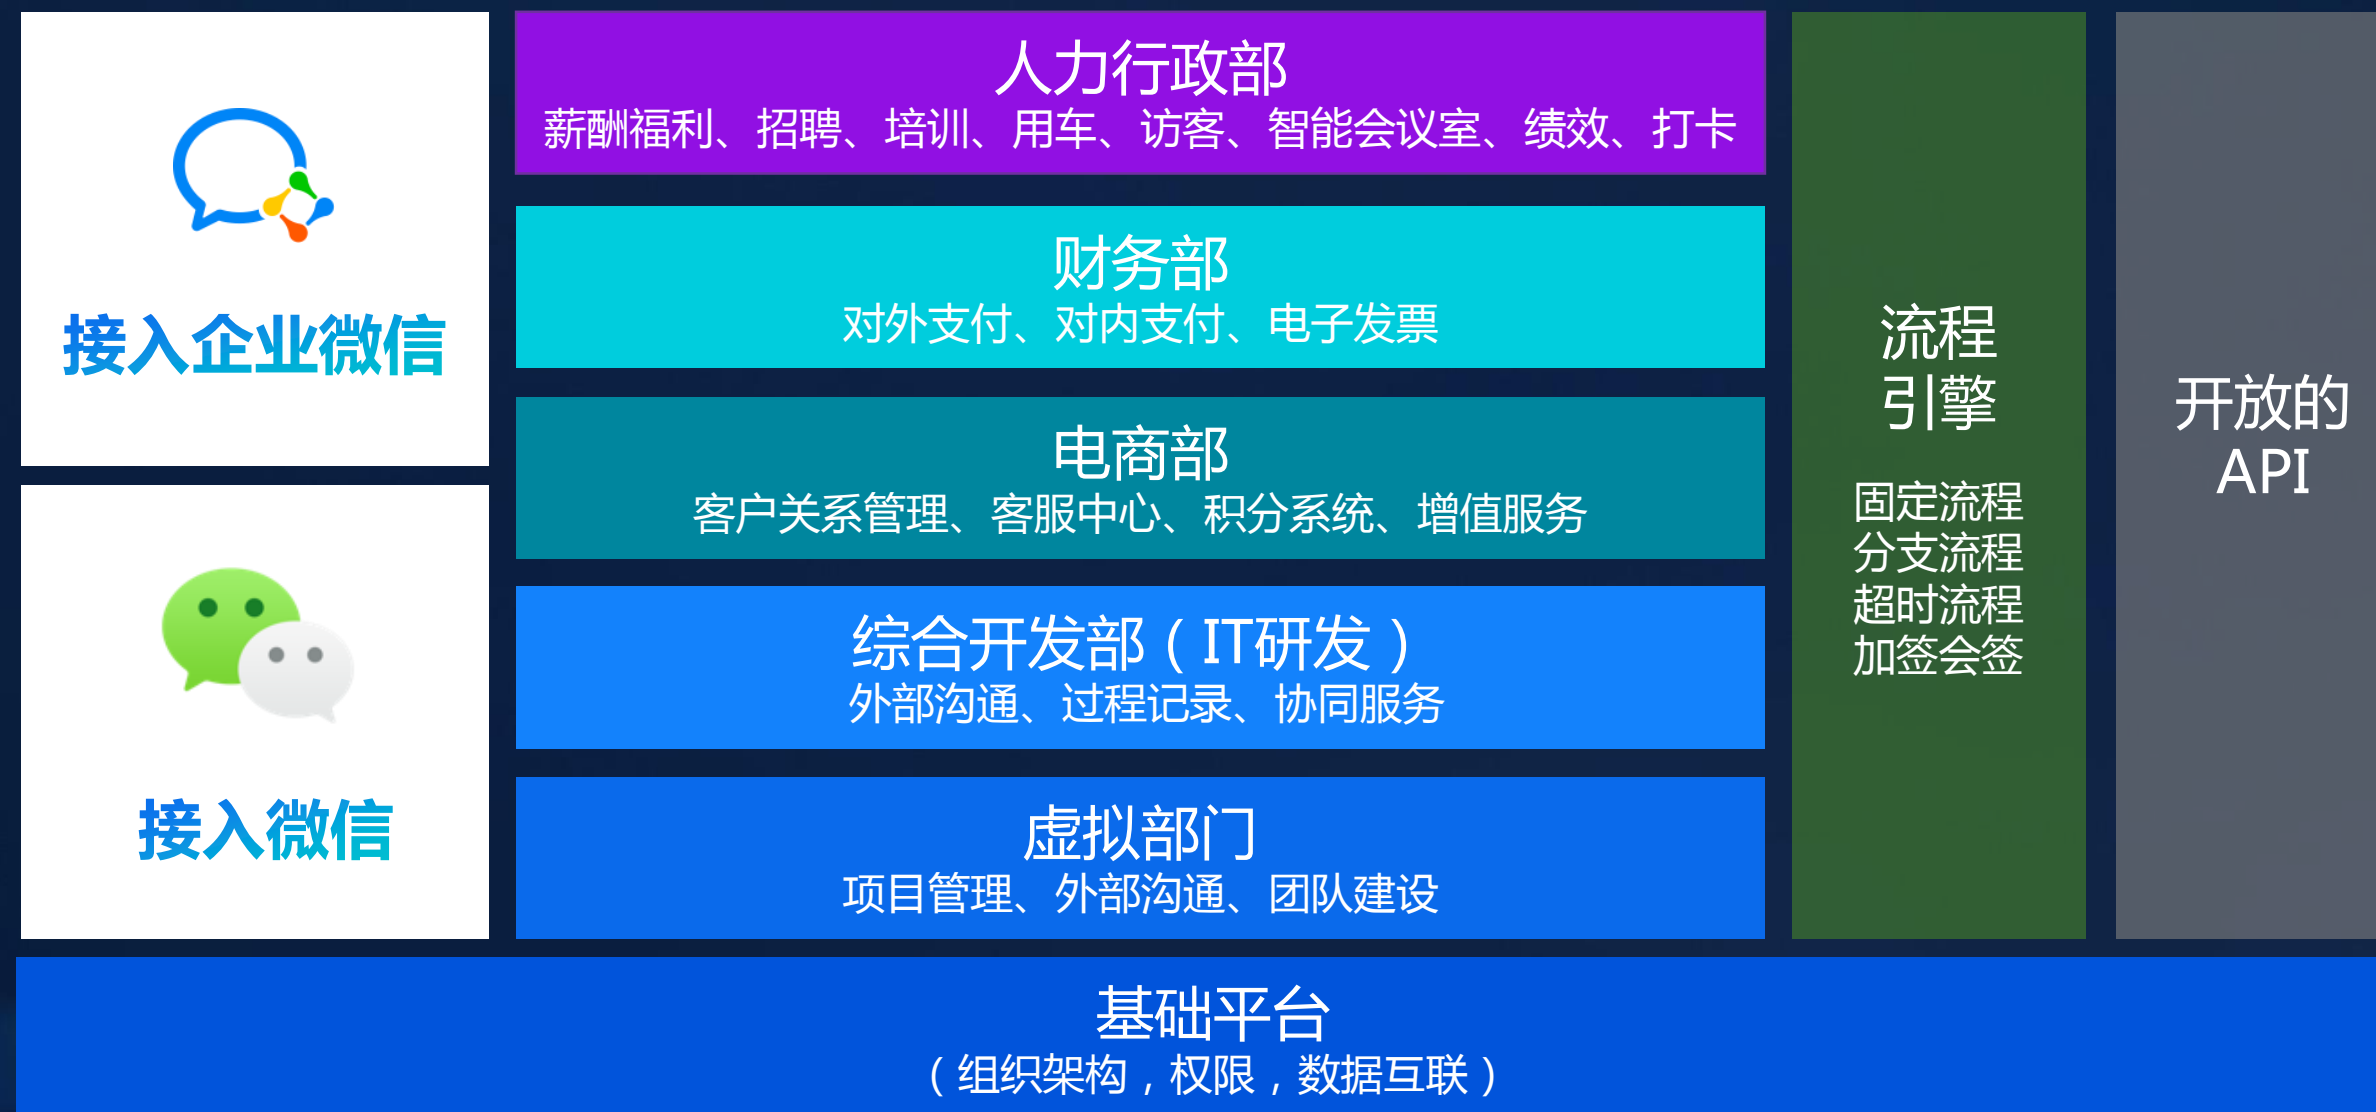 接入企业微信
接入微信
人力行政部
薪酬福利、招聘、培训、用车、访客、智能会议室、绩效、打卡
财务部
对外支付、对内支付、电子发票
电商部
客户关系管理、客服中心、积分系统、增值服务
综合开发部（IT研发）
外部沟通、过程记录、协同服务
虚拟部门
项目管理、外部沟通、团队建设
流程
引擎
固定流程
分支流程
超时流程
加签会签
开放的
API
基础平台
（组织架构，权限，数据互联）